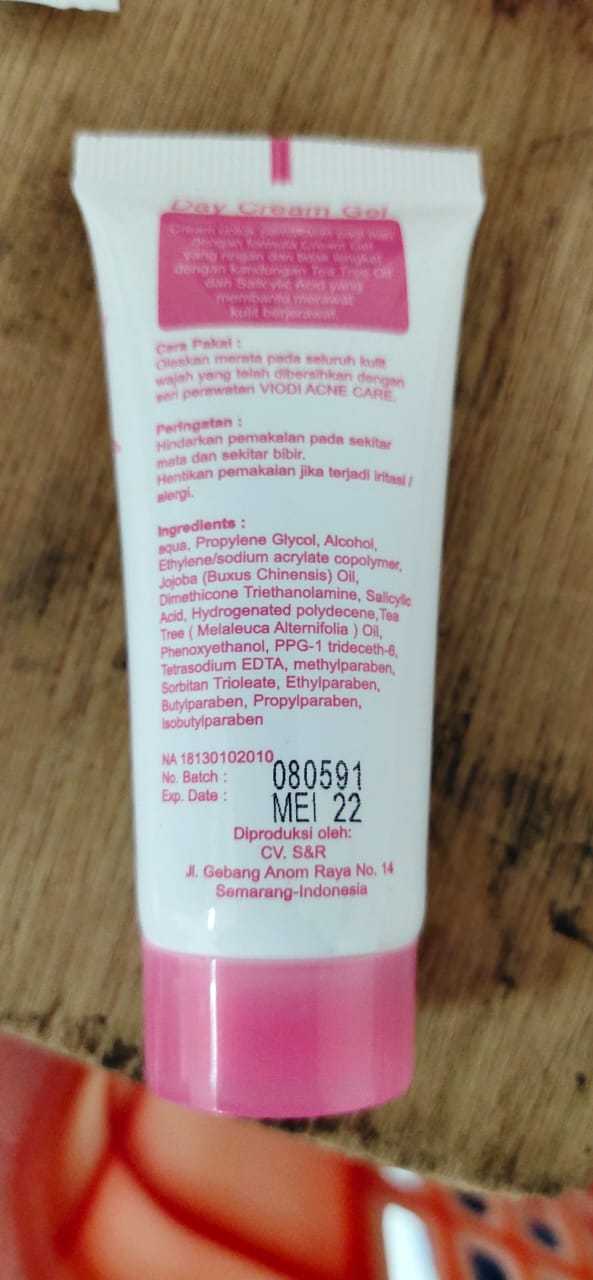 Day Cream Gel
Cream untuk pemakaian pagi hari
dengan formula Cream Gel
yang ringan dan tidak lengket
dengan kandungan Tea Tree Oil
dan Salicylic Acid yang
membantu merawat
kulit berjerawat.
Cara Pakai :
Oleskan merata pada seluruh kulit
wajah yang telah dibersihkan dengan
seri perawatan VIODI ACNE CARE.
Peringatan :
Hindarkan pemakaian pada sekitar
mata dan sekitar bibir.
Hentikan pemakaian jika terjadi iritasi /
alergi.
Ingredients :
aqua, Propylene Glycol, Alcohol,
Ethylene/sodium acrylate copolymer,
Jojoba (Buxus Chinensis) Oil,
Dimethicone Triethanolamine, Salicylic
Acid, Hydrogenated polydecene,Tea
Tree ( Melaleuca Alternifolia ) Oil,
Phenoxyethanol, PPG-1 trideceth-6,
Tetrasodium EDTA, methylparaben,
Sorbitan Trioleate, Ethylparaben,
Butylparaben, Propylparaben,
Isobutylparaben
NA 18130102010
No. Batch : 080591
Exp. Date : MEI 22
Diproduksi oleh:
CV. S&R
Jl. Gebang Anom Raya No. 14
Semarang-Indonesia